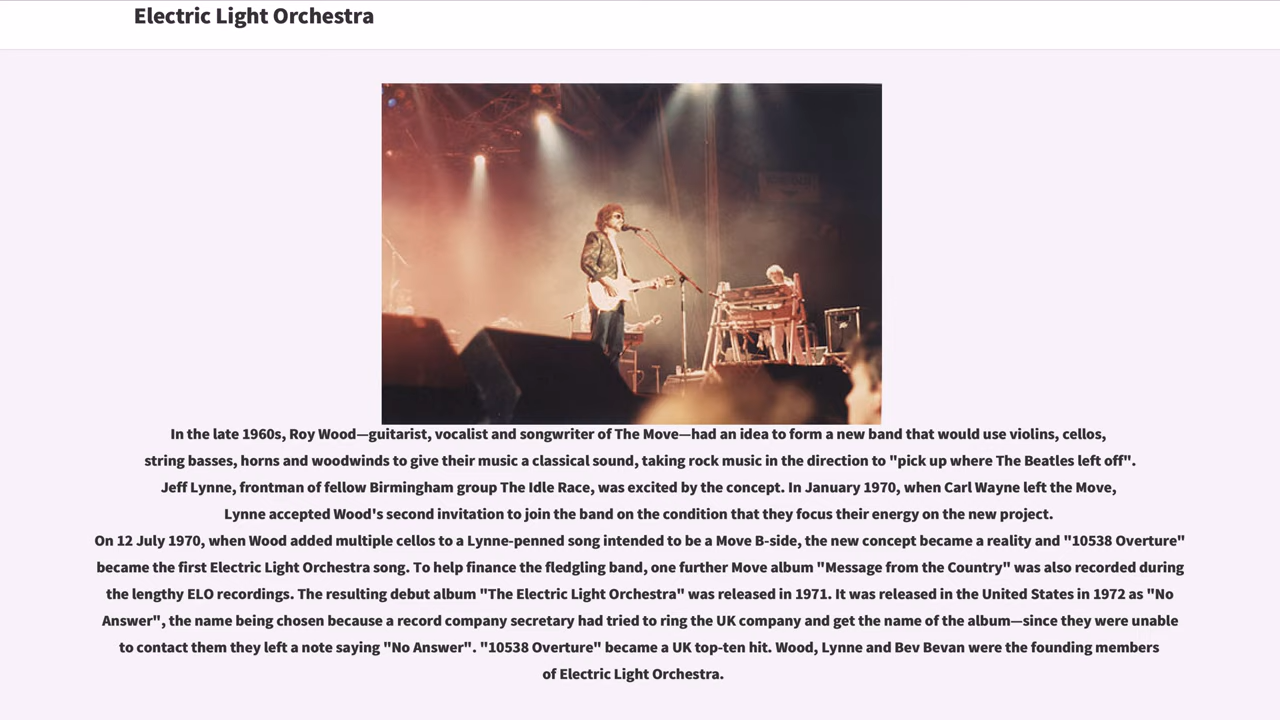 Electric Light Orchestra
In the late 1960s, Roy Wood—guitarist, vocalist and songwriter of The Move—had an idea to form a new band that would use violins, cellos,
string basses, horns and woodwinds to give their music a classical sound, taking rock music in the direction to "pick up where The Beatles left off".
Jeff Lynne, frontman of fellow Birmingham group The Idle Race, was excited by the concept. In January 1970, when Carl Wayne left the Move,
Lynne accepted Wood's second invitation to join the band on the condition that they focus their energy on the new project.
On 12 July 1970, when Wood added multiple cellos to a Lynne-penned song intended to be a Move B-side, the new concept became a reality and "10538 Overture"
became the first Electric Light Orchestra song. To help finance the fledgling band, one further Move album "Message from the Country" was also recorded during
the lengthy ELO recordings. The resulting debut album "The Electric Light Orchestra" was released in 1971. It was released in the United States in 1972 as "No
Answer", the name being chosen because a record company secretary had tried to ring the UK company and get the name of the album—since they were unable
to contact them they left a note saying "No Answer". "10538 Overture" became a UK top-ten hit. Wood, Lynne and Bev Bevan were the founding members
of Electric Light Orchestra.